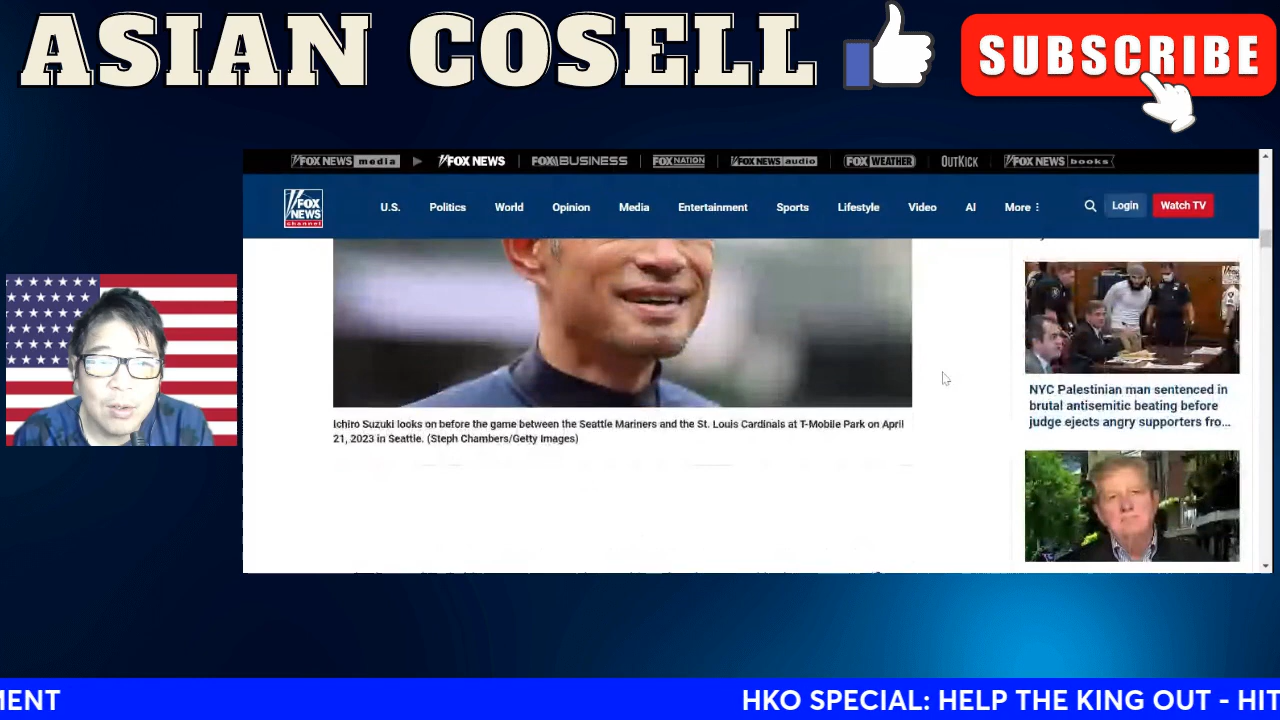 ASIAN COSELL
SUBSCRIBE
FOX NEWS media FOX NEWS FOX BUSINESS FOX NATION FOX NEWS audio FOX WEATHER OUTKICK FOX NEWS books
FOX NEWS channel
U.S. Politics World Opinion Media Entertainment Sports Lifestyle Video AI More Login Watch TV
Ichiro Suzuki looks on before the game between the Seattle Mariners and the St. Louis Cardinals at T-Mobile Park on April
21, 2023 in Seattle. (Steph Chambers/Getty Images)
NYC Palestinian man sentenced in
brutal antisemitic beating before
judge ejects angry supporters fro...
MENT HKO SPECIAL: HELP THE KING OUT - HIT